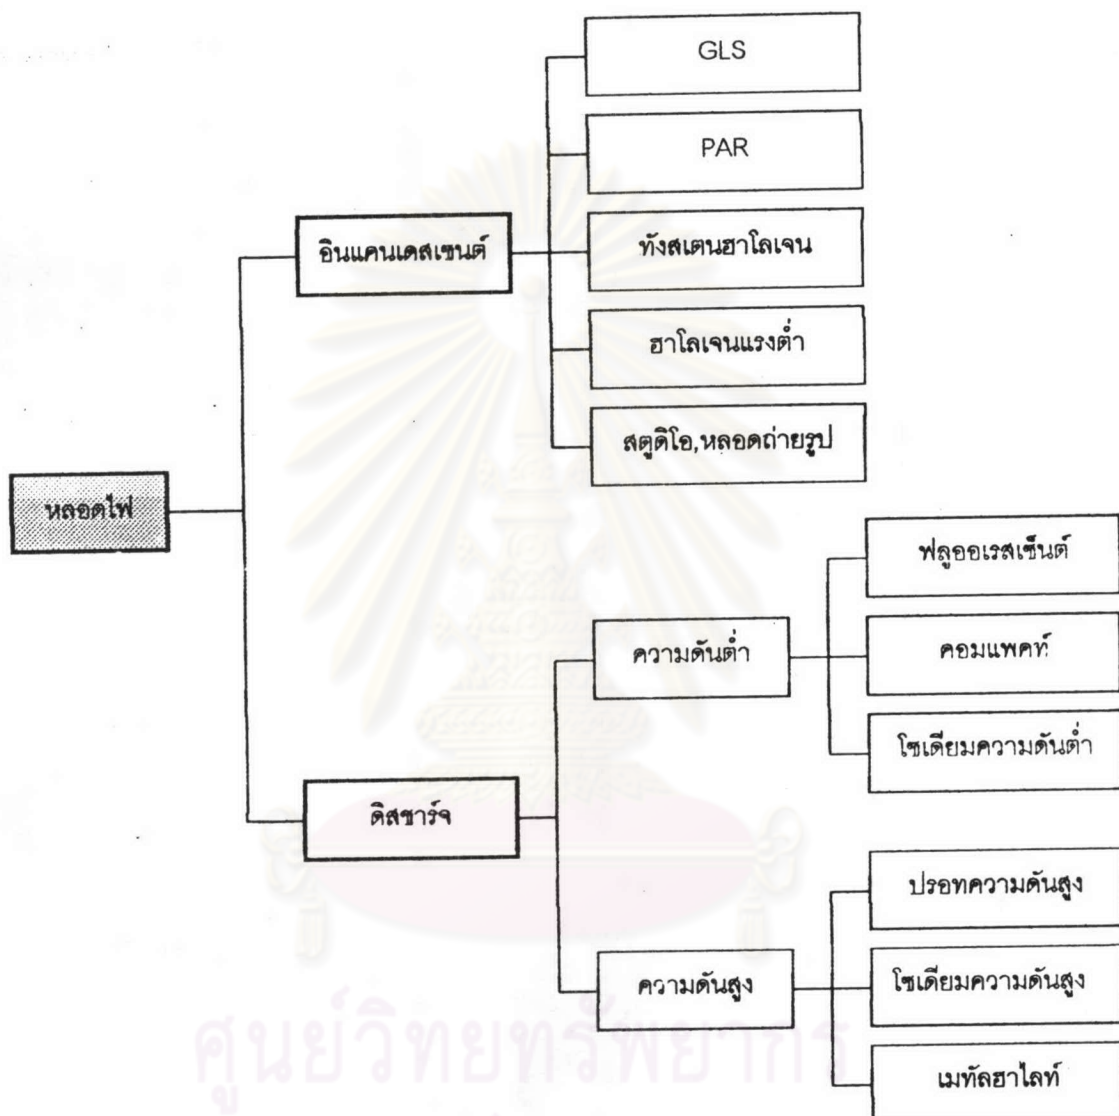 GLS
PAR
อินแคนเดสเซนต์
ทังสเตนฮาโลเจน
ฮาโลเจนแรงต่ำ
สตูดิโอ,หลอดถ่ายรูป
หลอดไฟ
ฟลูออเรสเซ็นต์
ความดันต่ำ
คอมแพคท์
โซเดียมความดันต่ำ
ดิสชาร์จ
ปรอทความดันสูง
ความดันสูง
โซเดียมความดันสูง
เมทัลฮาไลท์
ศูนย์วิทยทรัพยากร